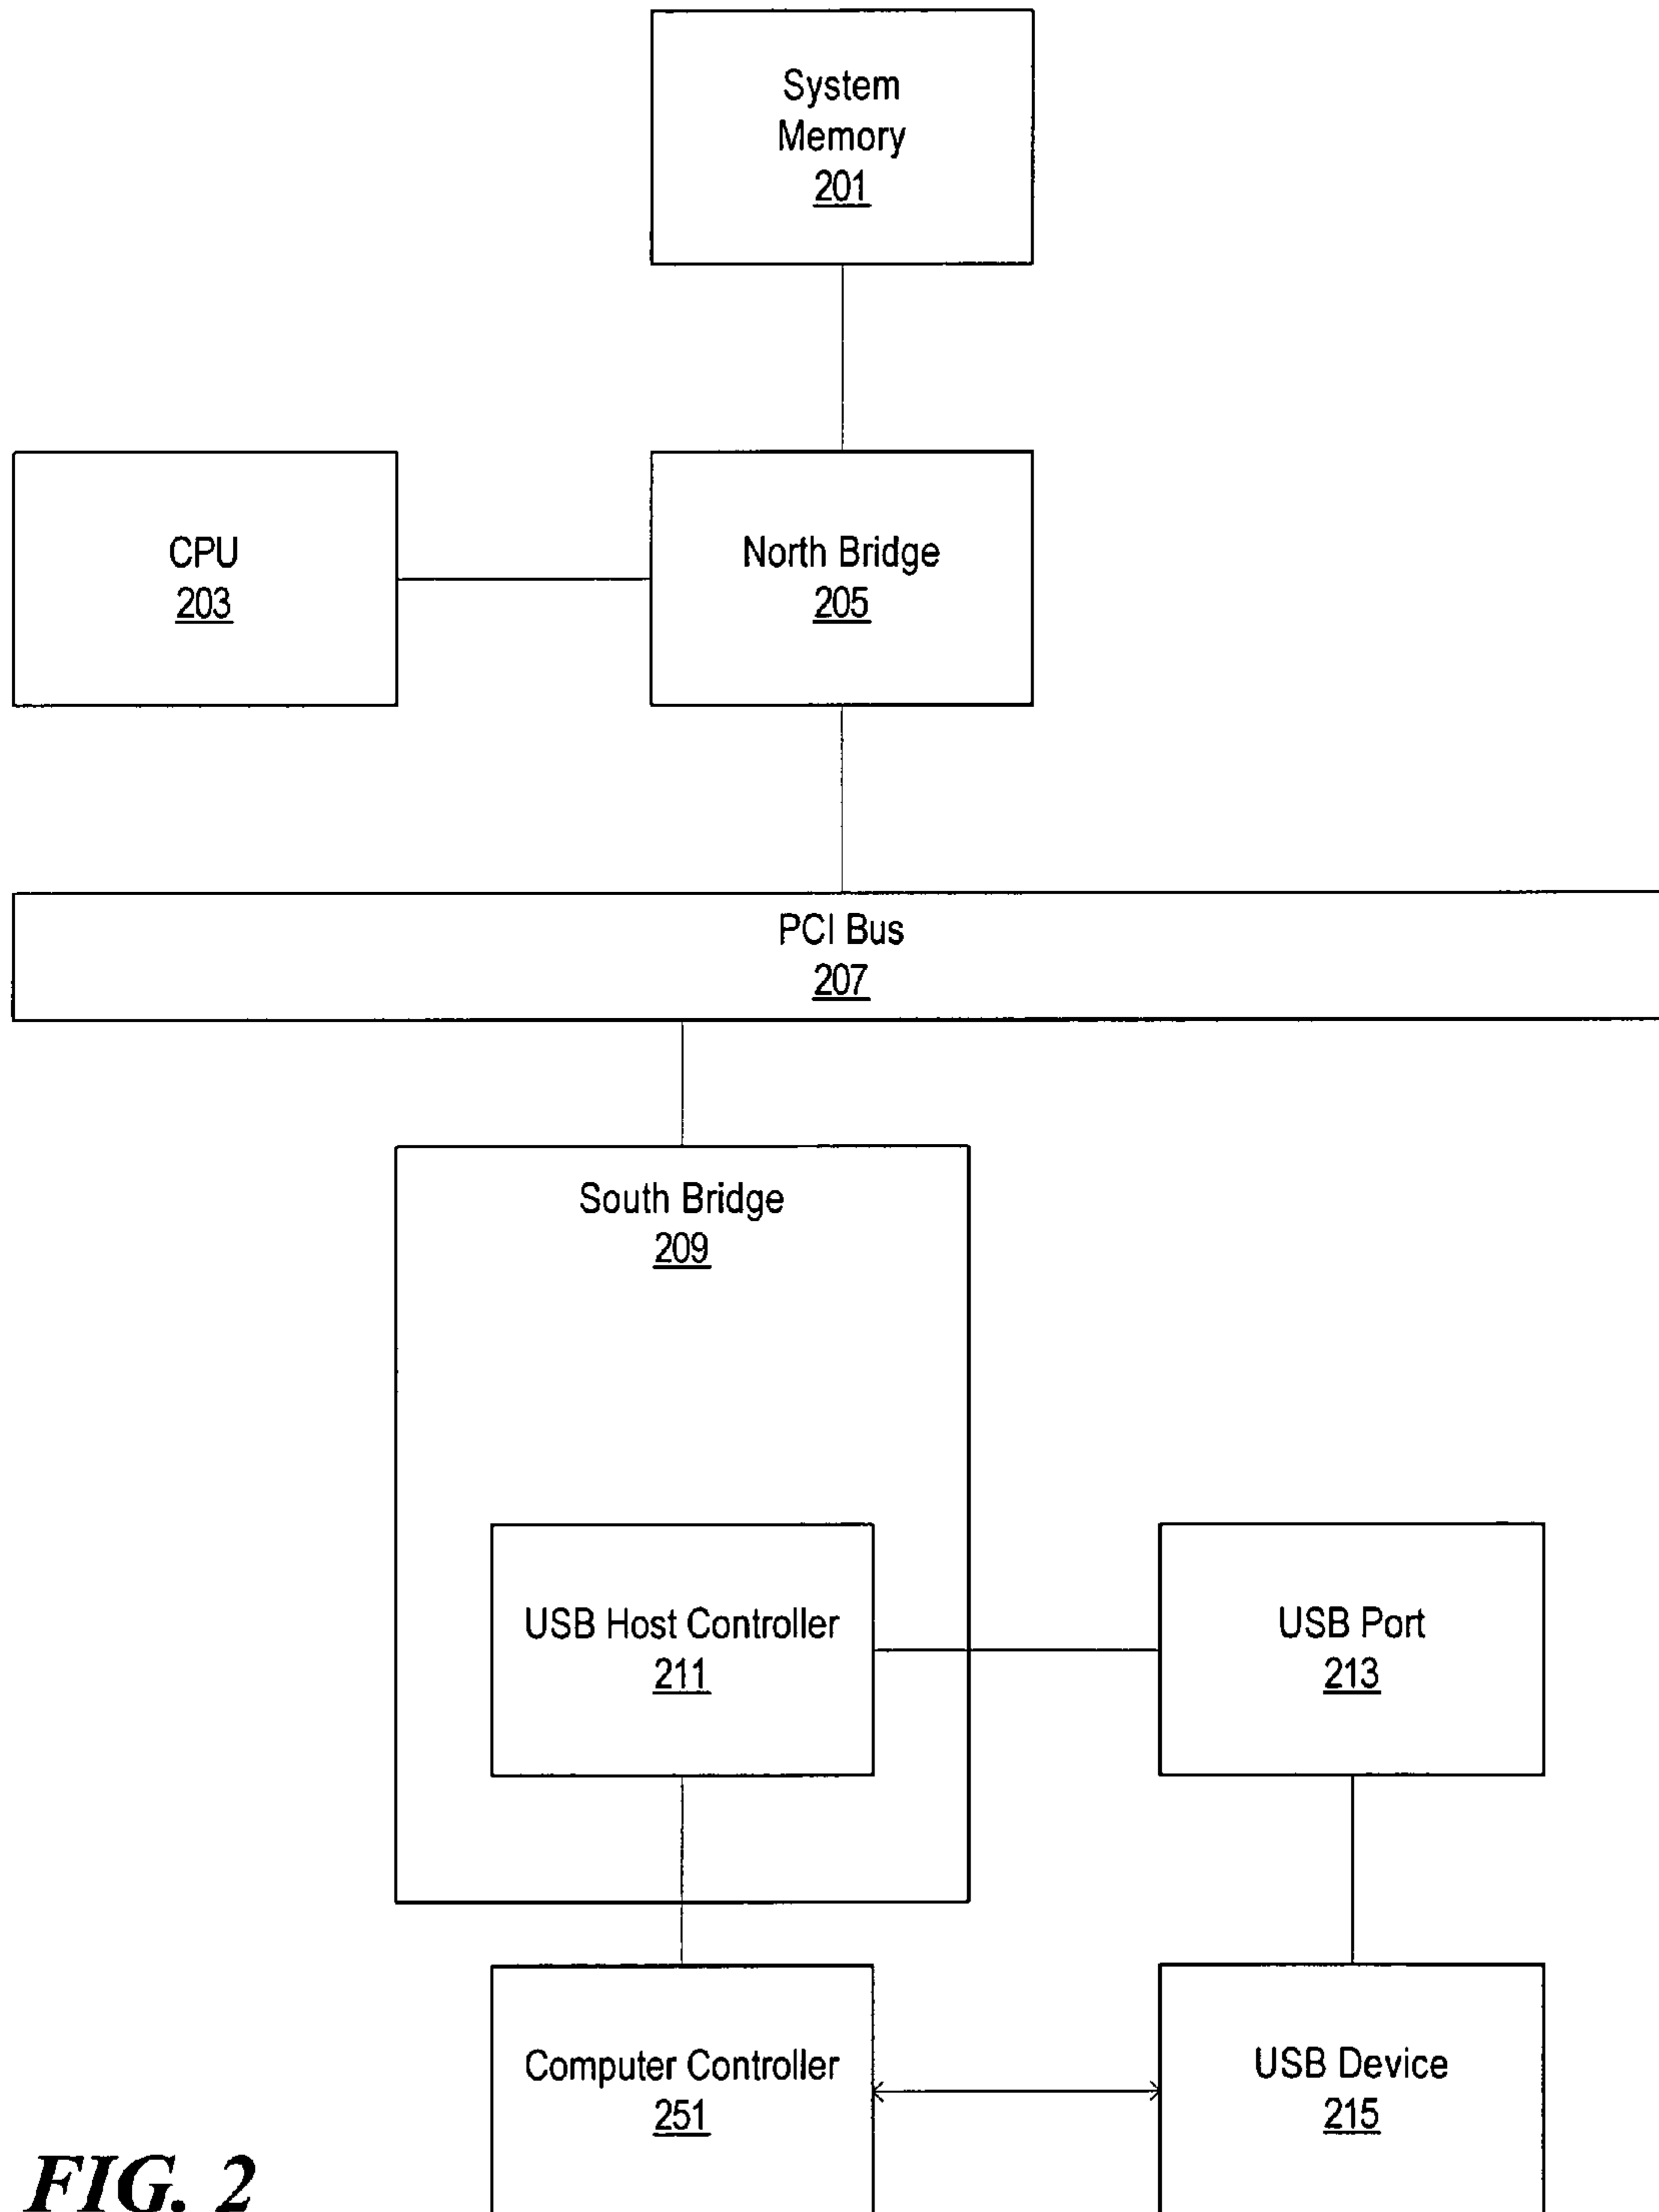 System
Memory
201
CPU
203
North Bridge
205
PCI Bus
207
South Bridge
209
USB Host Controller
211
USB Port
213
Computer Controller
251
USB Device
215
FIG. 2